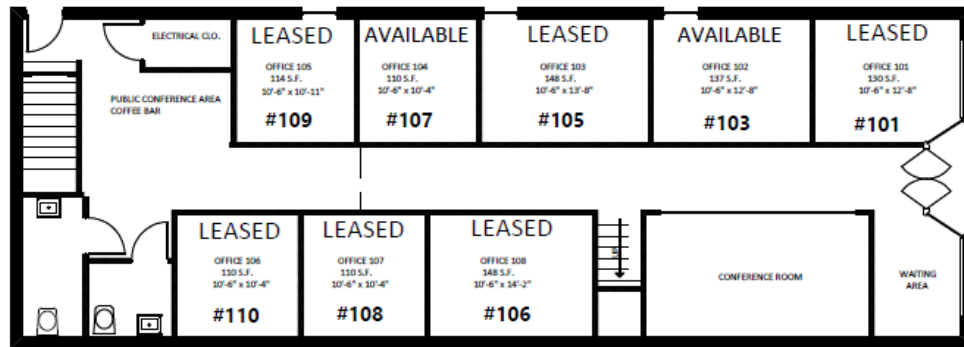 ELECTRICAL CLO.
LEASED
OFFICE 105
114 S.F.
10'-6" x 10'-11"
#109
AVAILABLE
OFFICE 104
110 S.F.
10'-6" x 10'-4"
#107
LEASED
OFFICE 103
148 S.F.
10'-6" x 13'-8"
#105
AVAILABLE
OFFICE 102
137 S.F.
10'-6" x 12'-8"
#103
LEASED
OFFICE 101
130 S.F.
10'-6" x 12'-8"
#101
PUBLIC CONFERENCE AREA
COFFEE BAR
LEASED
OFFICE 106
110 S.F.
10'-6" x 10'-4"
#110
LEASED
OFFICE 107
110 S.F.
10'-6" x 10'-4"
#108
LEASED
OFFICE 108
148 S.F.
10'-6" x 14'-2"
#106
CONFERENCE ROOM
WAITING
AREA